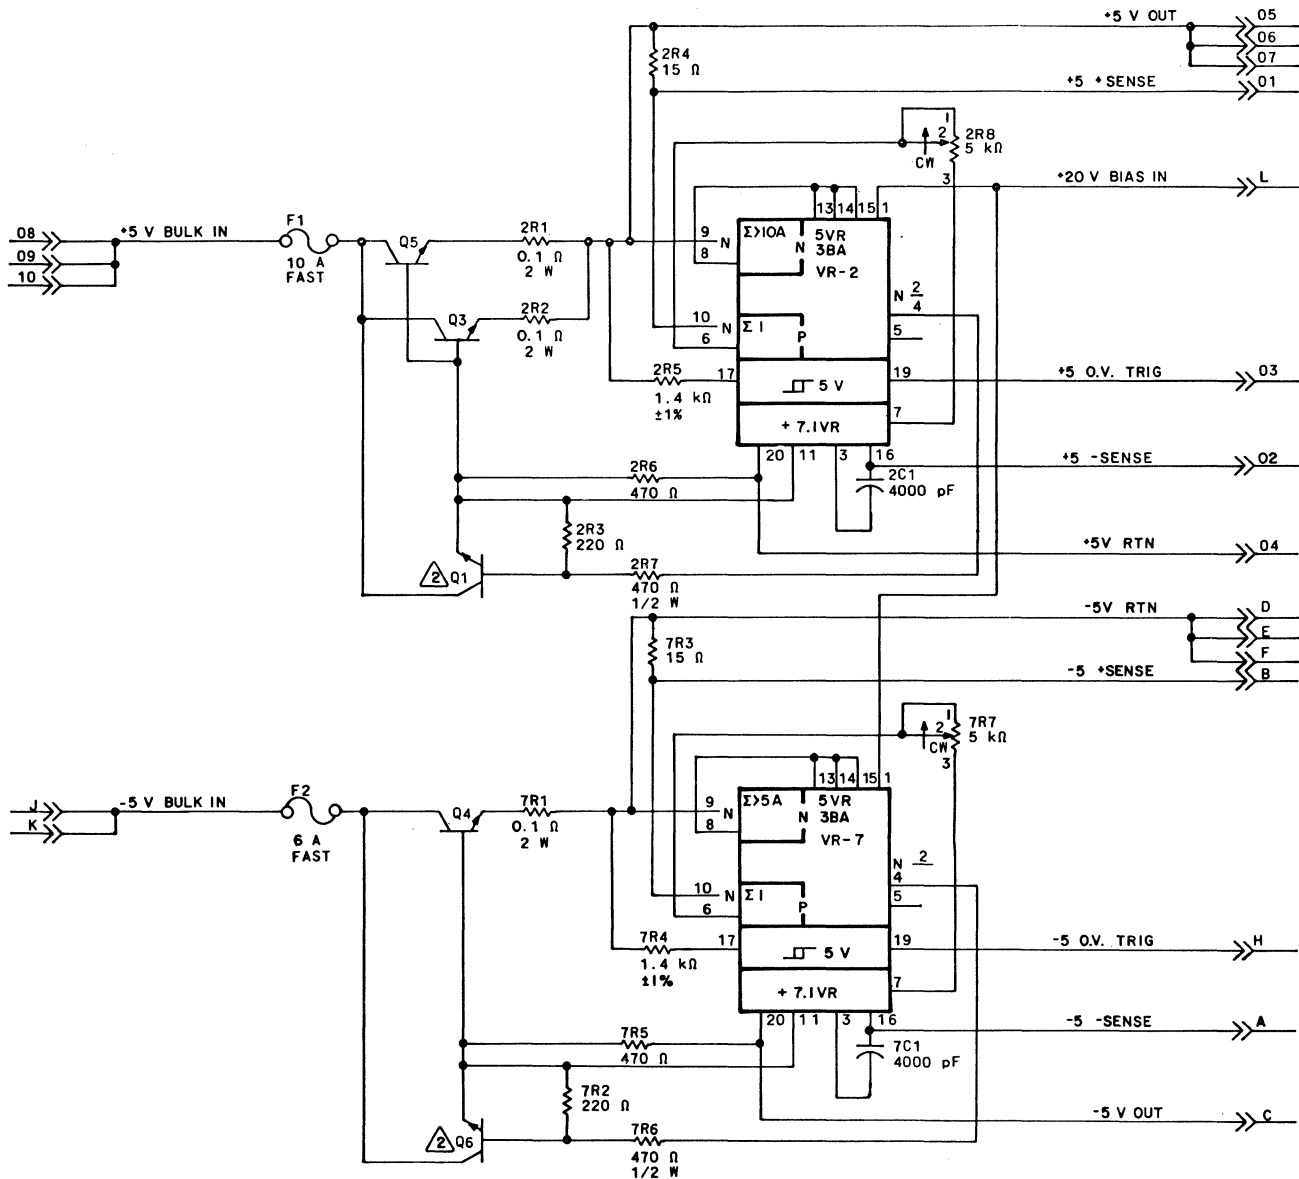 +5 V OUT
05
06
07
2R4
15 Ω
+5 +SENSE
01
1
2
2R8
5 kΩ
CW
3
+20 V BIAS IN
L
13 14 15 1
08
09
10
+5 V BULK IN
F1
10 A
FAST
Q5
2R1
0.1 Ω
2 W
9
N
8
Σ>10A
N
5VR
3BA
VR-2
Q3
2R2
0.1 Ω
2 W
N 2
4
10
N
6
Σ I
P
5
2R5
1.4 kΩ
±1%
17
5 V
19
+5 O.V. TRIG
03
+ 7.1VR
7
20 11 3 16
+5 -SENSE
02
2R6
470 Ω
2C1
4000 pF
2R3
220 Ω
+5V RTN
04
2
Q1
2R7
470 Ω
1/2 W
-5V RTN
D
E
F
7R3
15 Ω
-5 +SENSE
B
1
2
7R7
5 kΩ
CW
3
13 14 15 1
J
K
-5 V BULK IN
F2
6 A
FAST
Q4
7R1
0.1 Ω
2 W
9
N
8
Σ>5A
N
5VR
3BA
VR-7
N 2
4
10
N
6
Σ I
P
5
7R4
1.4 kΩ
±1%
17
5 V
19
-5 O.V. TRIG
H
+ 7.1VR
7
20 11 3 16
-5 -SENSE
A
7R5
470 Ω
7C1
4000 pF
7R2
220 Ω
-5 V OUT
C
2
Q6
7R6
470 Ω
1/2 W